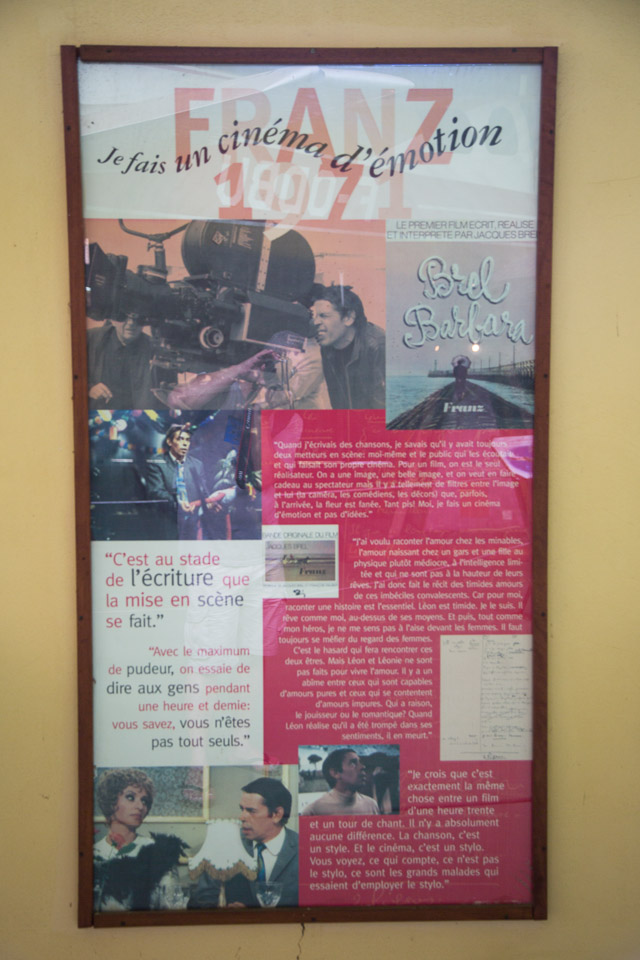 FRANZ
Je fais un cinéma d'émotion
1971
LE PREMIER FILM ECRIT, REALISE
ET INTERPRETE PAR JACQUES BREL
Brel
Barbara
Franz
"Quand j'écrivais des chansons, je savais qu'il y avait toujours
deux metteurs en scène: moi-même et le public qui les écoutait
et qui faisait son propre cinéma. Pour un film, on est le seul
réalisateur. On a une image, une belle image, et on veut en faire
cadeau au spectateur mais il y a tellement de filtres entre l'image
et lui (la caméra, les comédiens, les décors) que, parfois,
à l'arrivée, la fleur est fanée. Tant pis! Moi, je fais un cinéma
d'émotion et pas d'idées."
BANDE ORIGINALE DU FILM
JACQUES BREL
Franz
"C'est au stade
de l'écriture que
la mise en scène
se fait."
"Avec le maximum
de pudeur, on essaie de
dire aux gens pendant
une heure et demie:
vous savez, vous n'êtes
pas tout seuls."
"J'ai voulu raconter l'amour chez les minables,
l'amour naissant chez un gars et une fille au
physique plutôt médiocre, à l'intelligence limi-
tée et qui ne sont pas à la hauteur de leurs
rêves. J'ai donc fait le récit des timides amours
de ces imbéciles convalescents. Car pour moi,
raconter une histoire est l'essentiel. Léon est timide. Je le suis. Il
rêve comme moi, au-dessus de ses moyens. Et puis, tout comme
mon héros, je ne me sens pas à l'aise devant les femmes. Il faut
toujours se méfier du regard des femmes.
C'est le hasard qui fera rencontrer ces
deux êtres. Mais Léon et Léonie ne sont
pas faits pour vivre l'amour. Il y a un
abîme entre ceux qui sont capables
d'amours pures et ceux qui se contentent
d'amours impures. Qui a raison,
le jouisseur ou le romantique? Quand
Léon réalise qu'il a été trompé dans ses
sentiments, il en meurt."
"Je crois que c'est
exactement la même
chose entre un film
d'une heure trente
et un tour de chant. Il n'y a absolument
aucune différence. La chanson, c'est
un style. Et le cinéma, c'est un stylo.
Vous voyez, ce qui compte, ce n'est pas
le stylo, ce sont les grands malades qui
essaient d'employer le stylo."